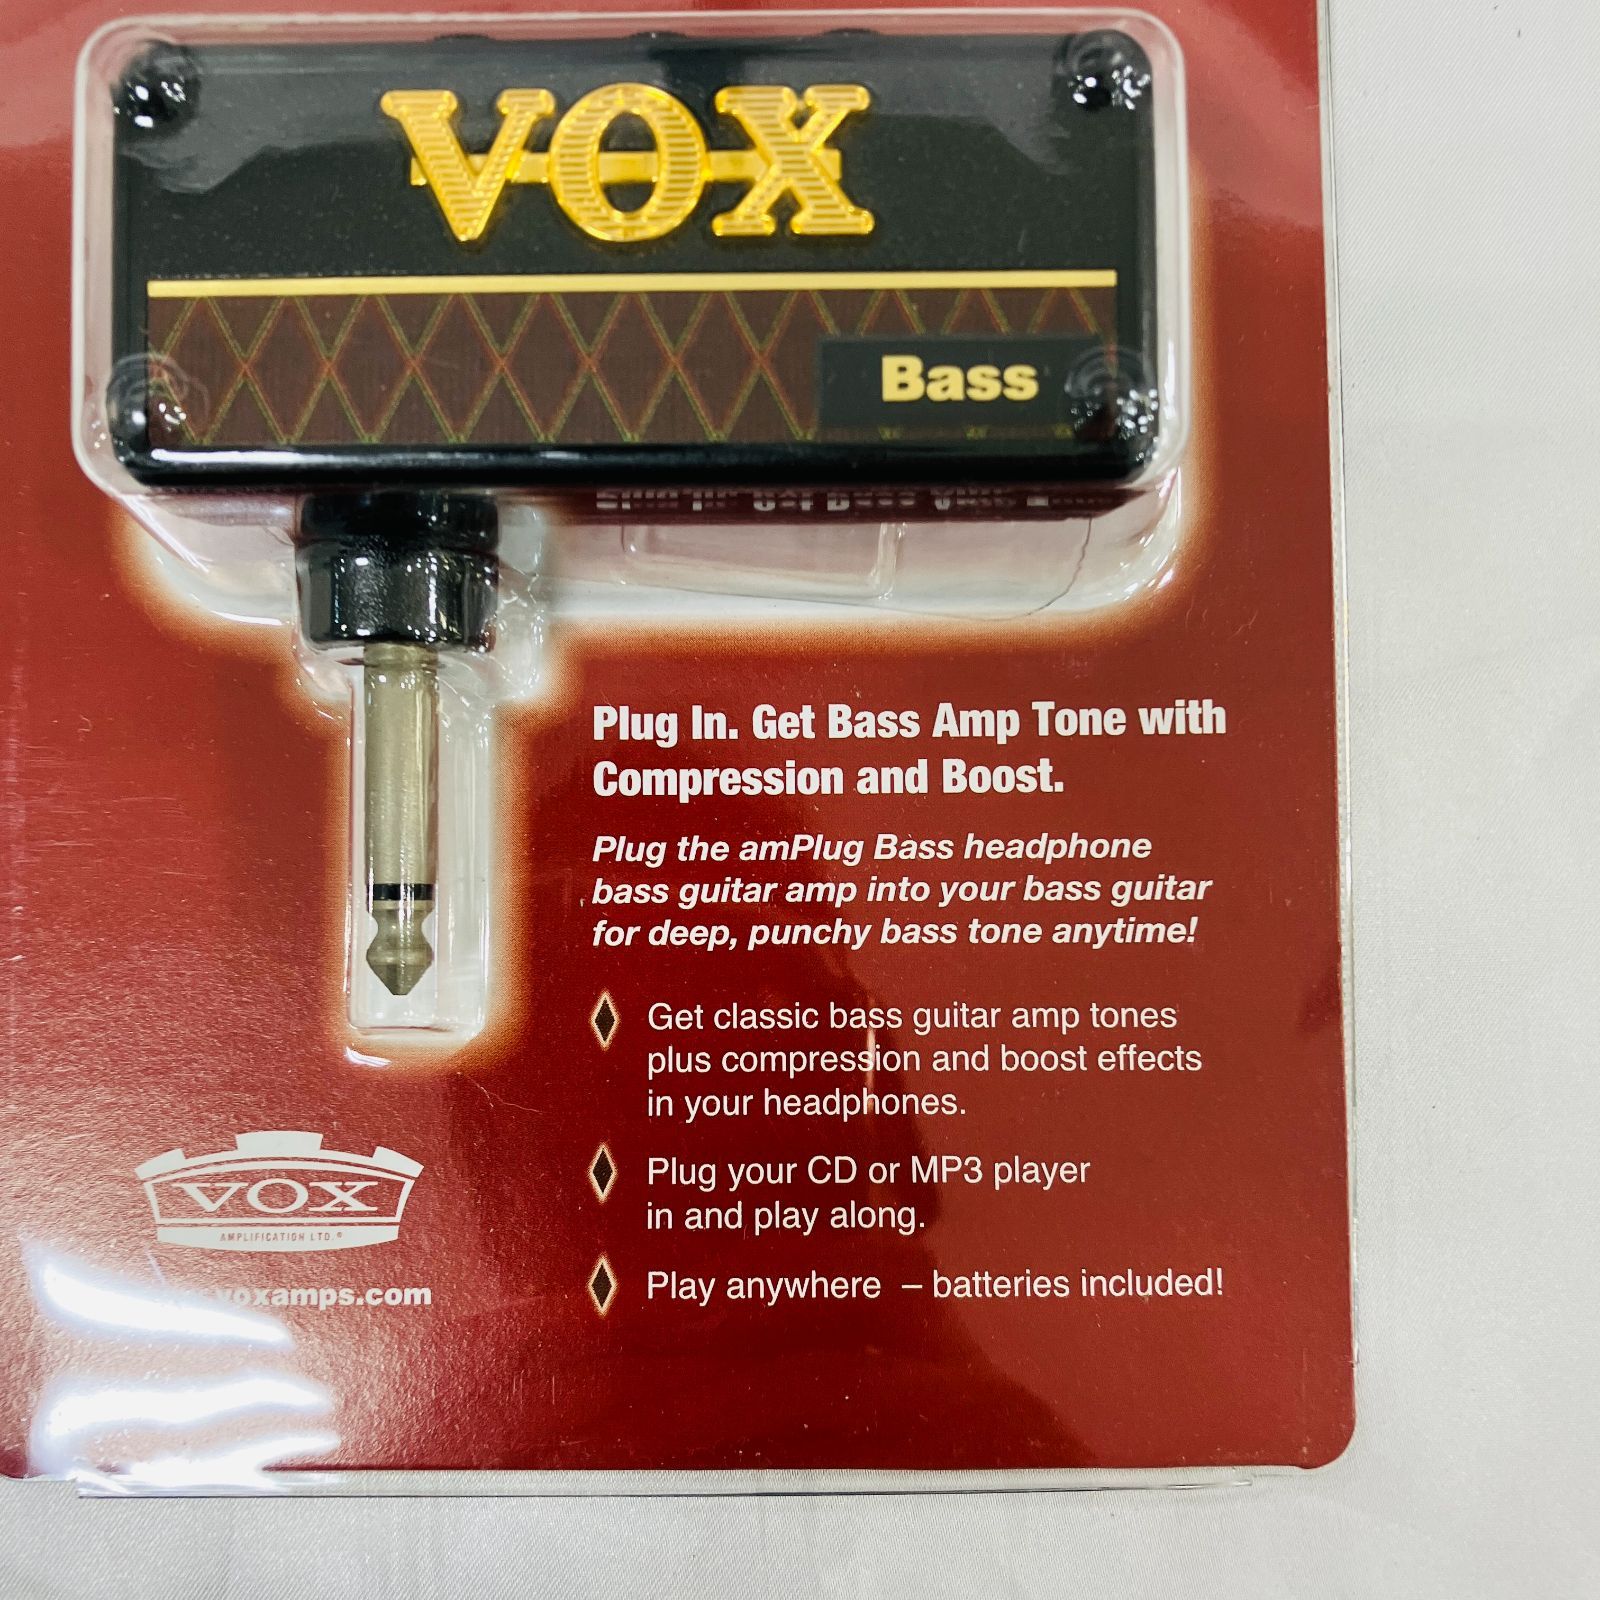 VOX
Bass
Plug In. Get Bass Amp Tone with
Compression and Boost.
Plug the amPlug Bass headphone
bass guitar amp into your bass guitar
for deep, punchy bass tone anytime!
Get classic bass guitar amp tones
plus compression and boost effects
in your headphones.
Plug your CD or MP3 player
in and play along.
Play anywhere – batteries included!
VOX
AMPLIFICATION LTD.®
voxamps.com